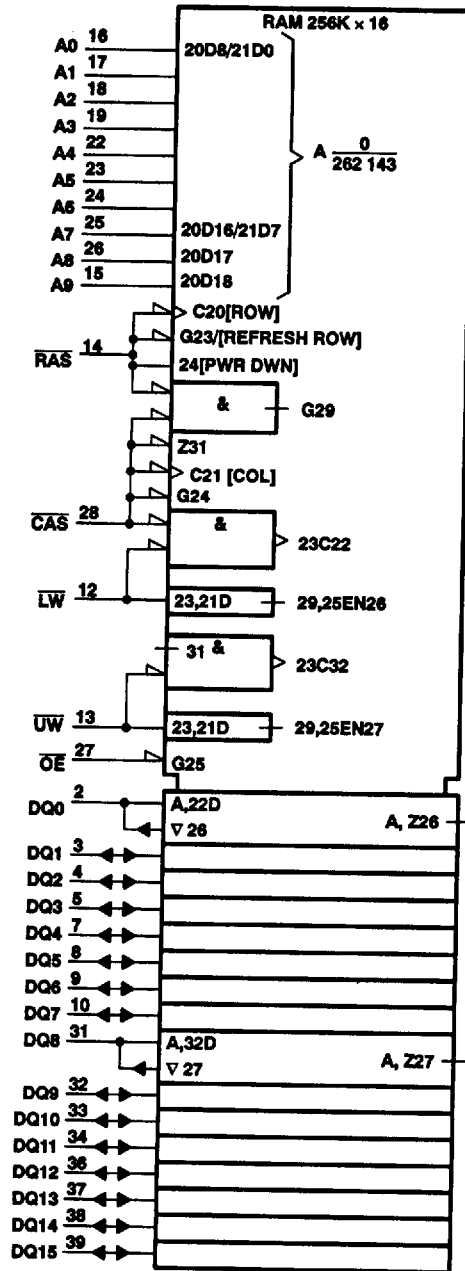 RAM 256K × 16
A0 16 20D8/21D0
A1 17
A2 18
A3 19
A 0
262 143
A4 22
A5 23
A6 24
A7 25 20D16/21D7
A8 26 20D17
A9 15 20D18
C20[ROW]
G23/[REFRESH ROW]
RAS 14 24[PWR DWN]
& G29
Z31
C21 [COL]
G24
CAS 28 &
23C22
LW 12 23,21D 29,25EN26
31 &
23C32
UW 13 23,21D 29,25EN27
OE 27 G25
DQ0 2 A,22D
∇ 26 A, Z26
DQ1 3
DQ2 4
DQ3 5
DQ4 7
DQ5 8
DQ6 9
DQ7 10
DQ8 31 A,32D
∇ 27 A, Z27
DQ9 32
DQ10 33
DQ11 34
DQ12 36
DQ13 37
DQ14 38
DQ15 39